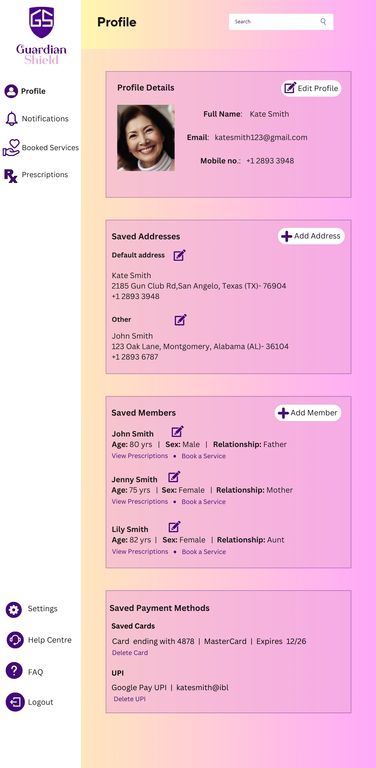 GS
Guardian
Shield
Profile
Notifications
Booked Services
Prescriptions
Settings
Help Centre
FAQ
Logout
Profile
Search
Profile Details
Edit Profile
Full Name: Kate Smith
Email: katesmith123@gmail.com
Mobile no.: +1 2893 3948
Saved Addresses
Add Address
Default address
Kate Smith
2185 Gun Club Rd,San Angelo, Texas (TX)- 76904
+1 2893 3948
Other
John Smith
123 Oak Lane, Montgomery, Alabama (AL)- 36104
+1 2893 6787
Saved Members
Add Member
John Smith
Age: 80 yrs | Sex: Male | Relationship: Father
View Prescriptions • Book a Service
Jenny Smith
Age: 75 yrs | Sex: Female | Relationship: Mother
View Prescriptions • Book a Service
Lily Smith
Age: 82 yrs | Sex: Female | Relationship: Aunt
View Prescriptions • Book a Service
Saved Payment Methods
Saved Cards
Card ending with 4878 | MasterCard | Expires 12/26
Delete Card
UPI
Google Pay UPI | katesmith@ibl
Delete UPI